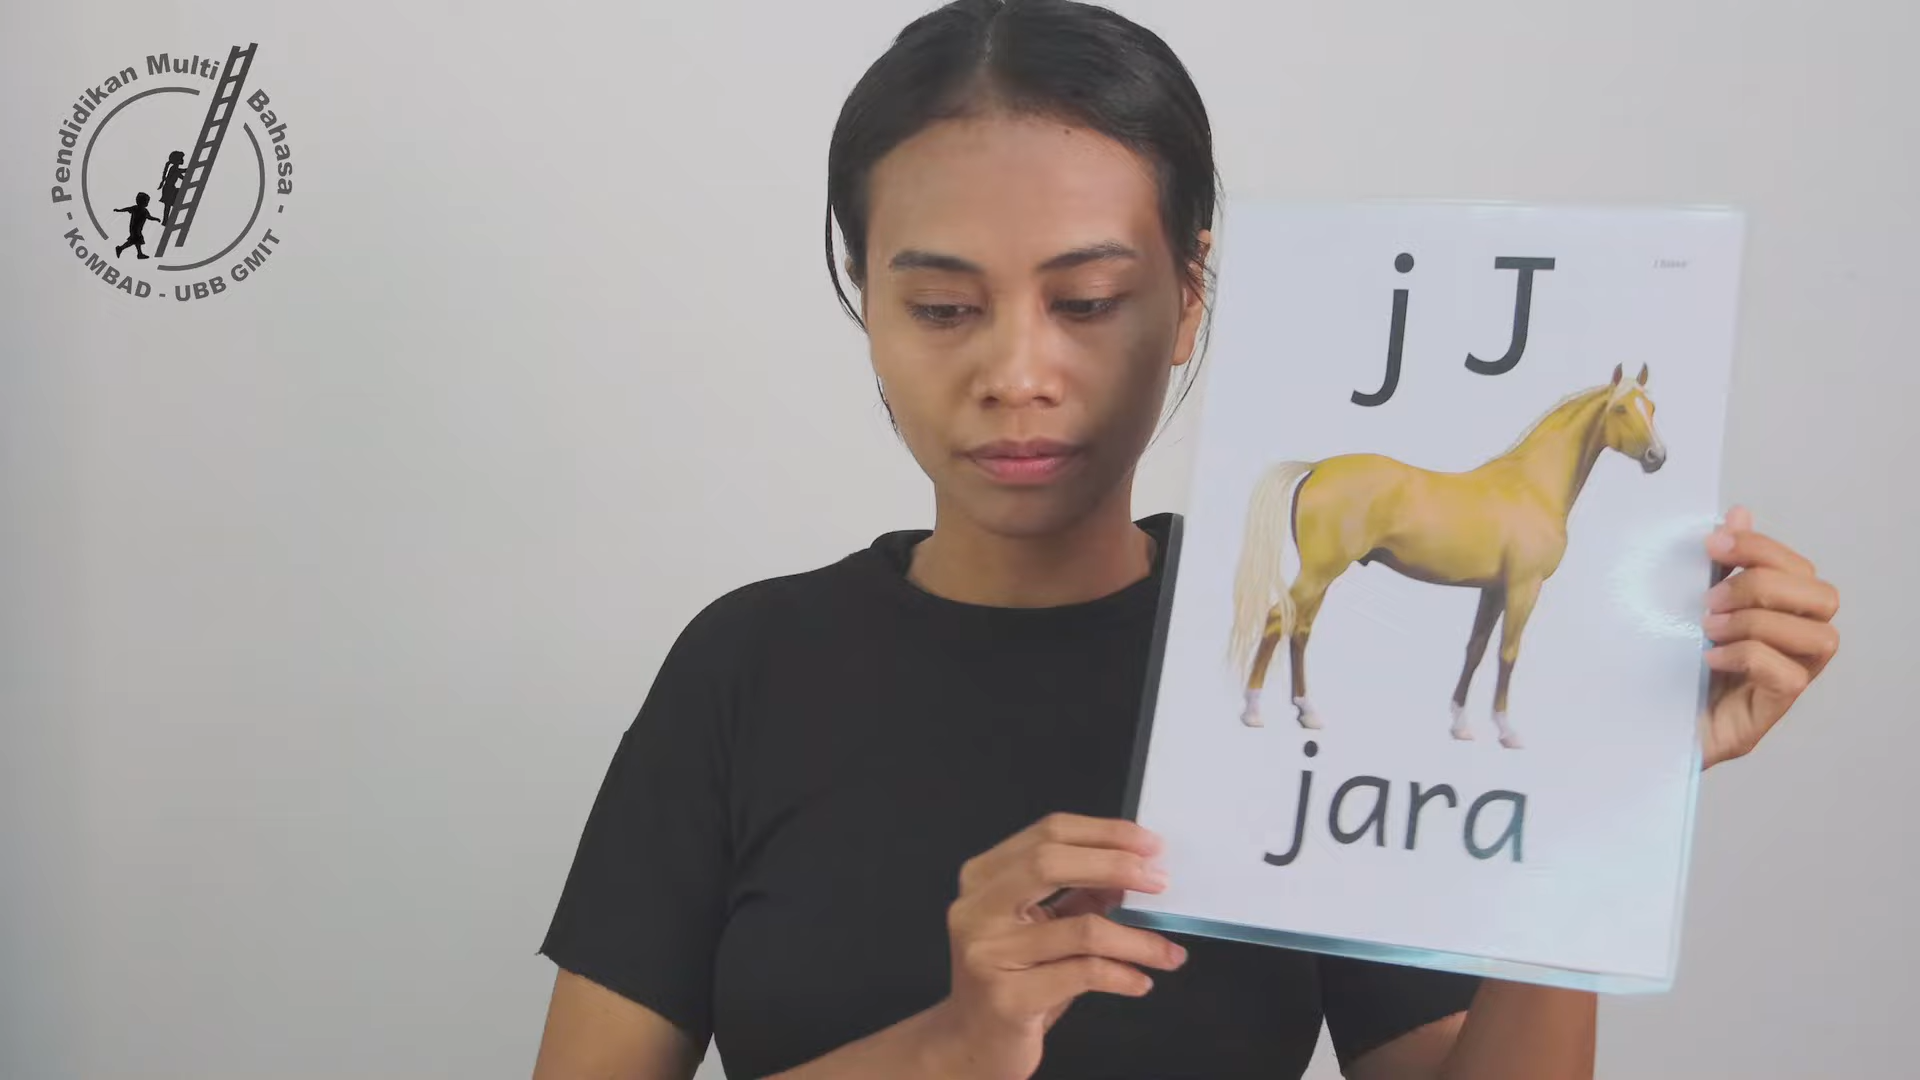 Pendidikan Multi Bahasa
- KoMBAD - UBB GMIT -
j J
jara